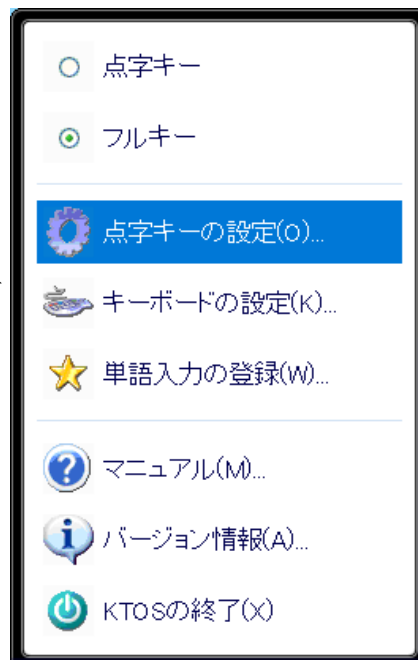 点字キー
フルキー
点字キーの設定(O)...
キーボードの設定(K)...
単語入力の登録(W)...
マニュアル(M)...
バージョン情報(A)...
KTOSの終了(X)